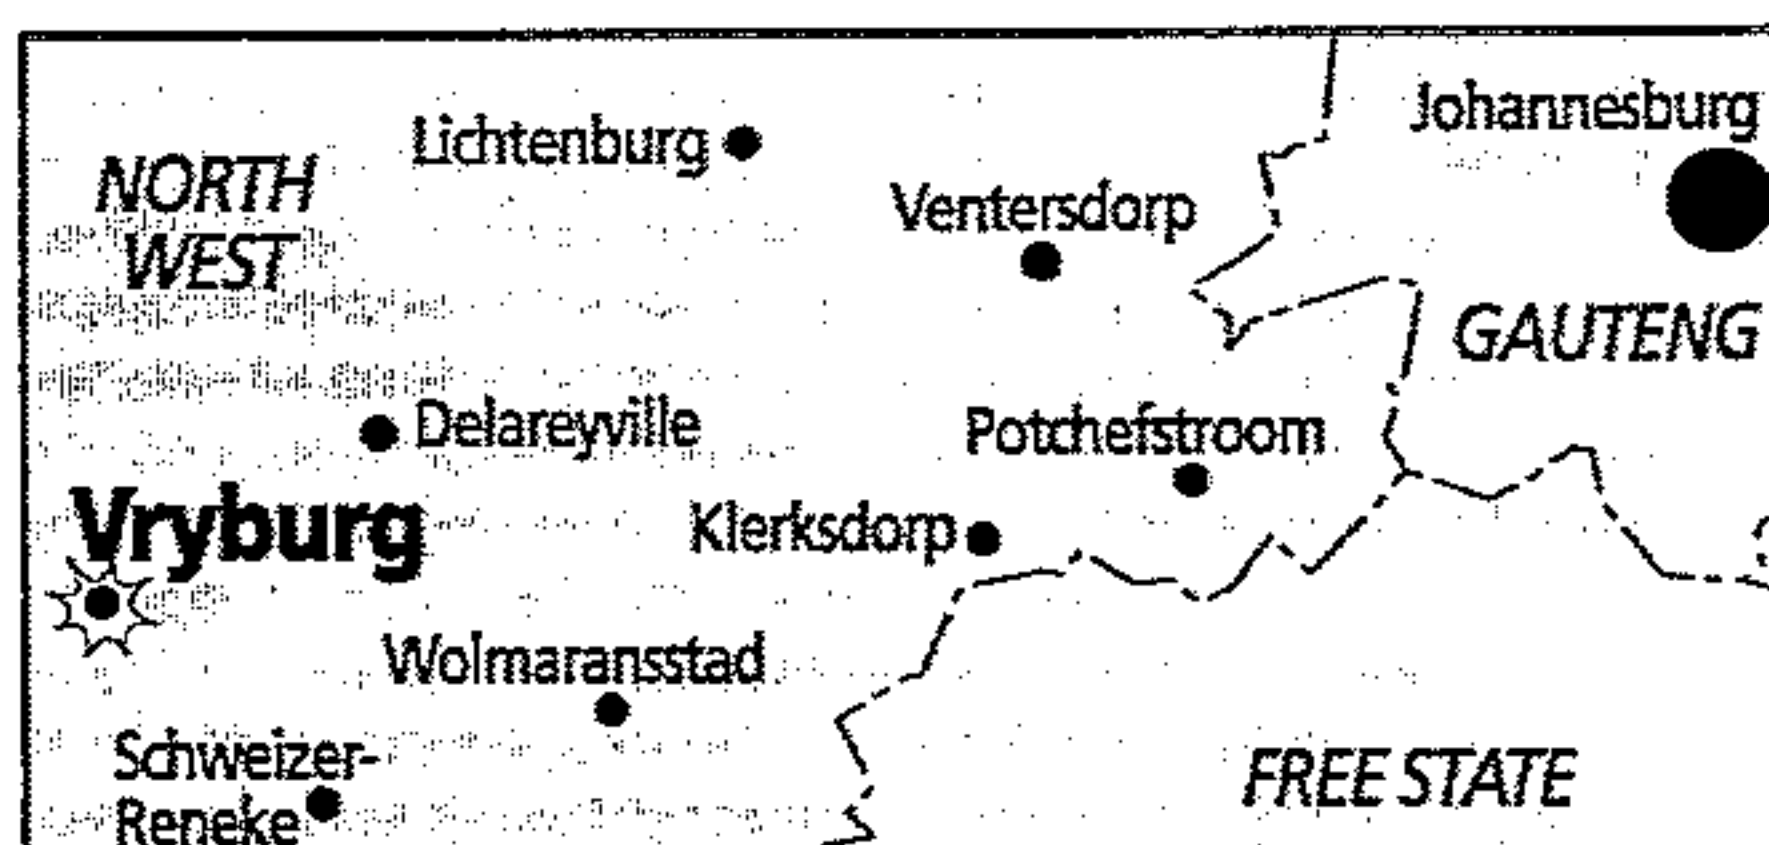 Johannesburg
Lichtenburg
NORTH
WEST
Ventersdorp
GAUTENG
Delareyville
Potchefstroom
Vryburg
Klerksdorp
Wolmaransstad
Schweizer-
Reneke
FREE STATE